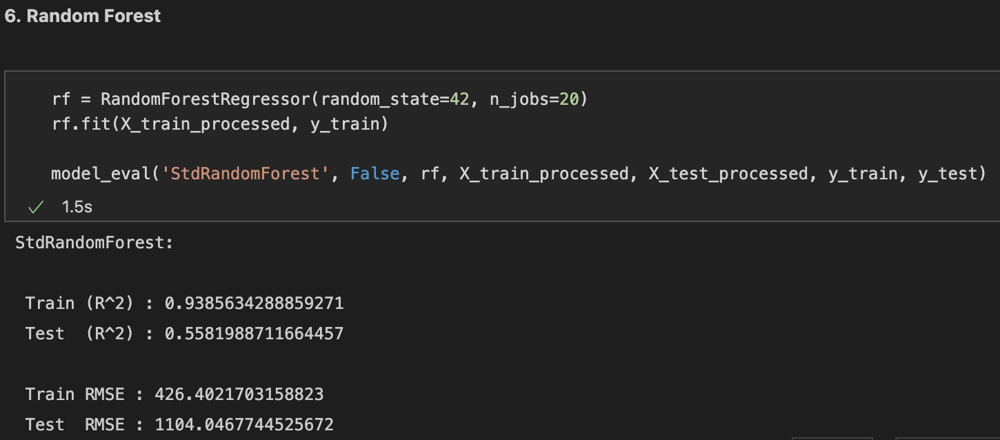 6. Random Forest
rf = RandomForestRegressor(random_state=42, n_jobs=20)
rf.fit(X_train_processed, y_train)
model_eval('StdRandomForest', False, rf, X_train_processed, X_test_processed, y_train, y_test)
✓ 1.5s
StdRandomForest:
Train (R^2) : 0.9385634288859271
Test (R^2) : 0.5581988711664457
Train RMSE : 426.4021703158823
Test RMSE : 1104.0467744525672